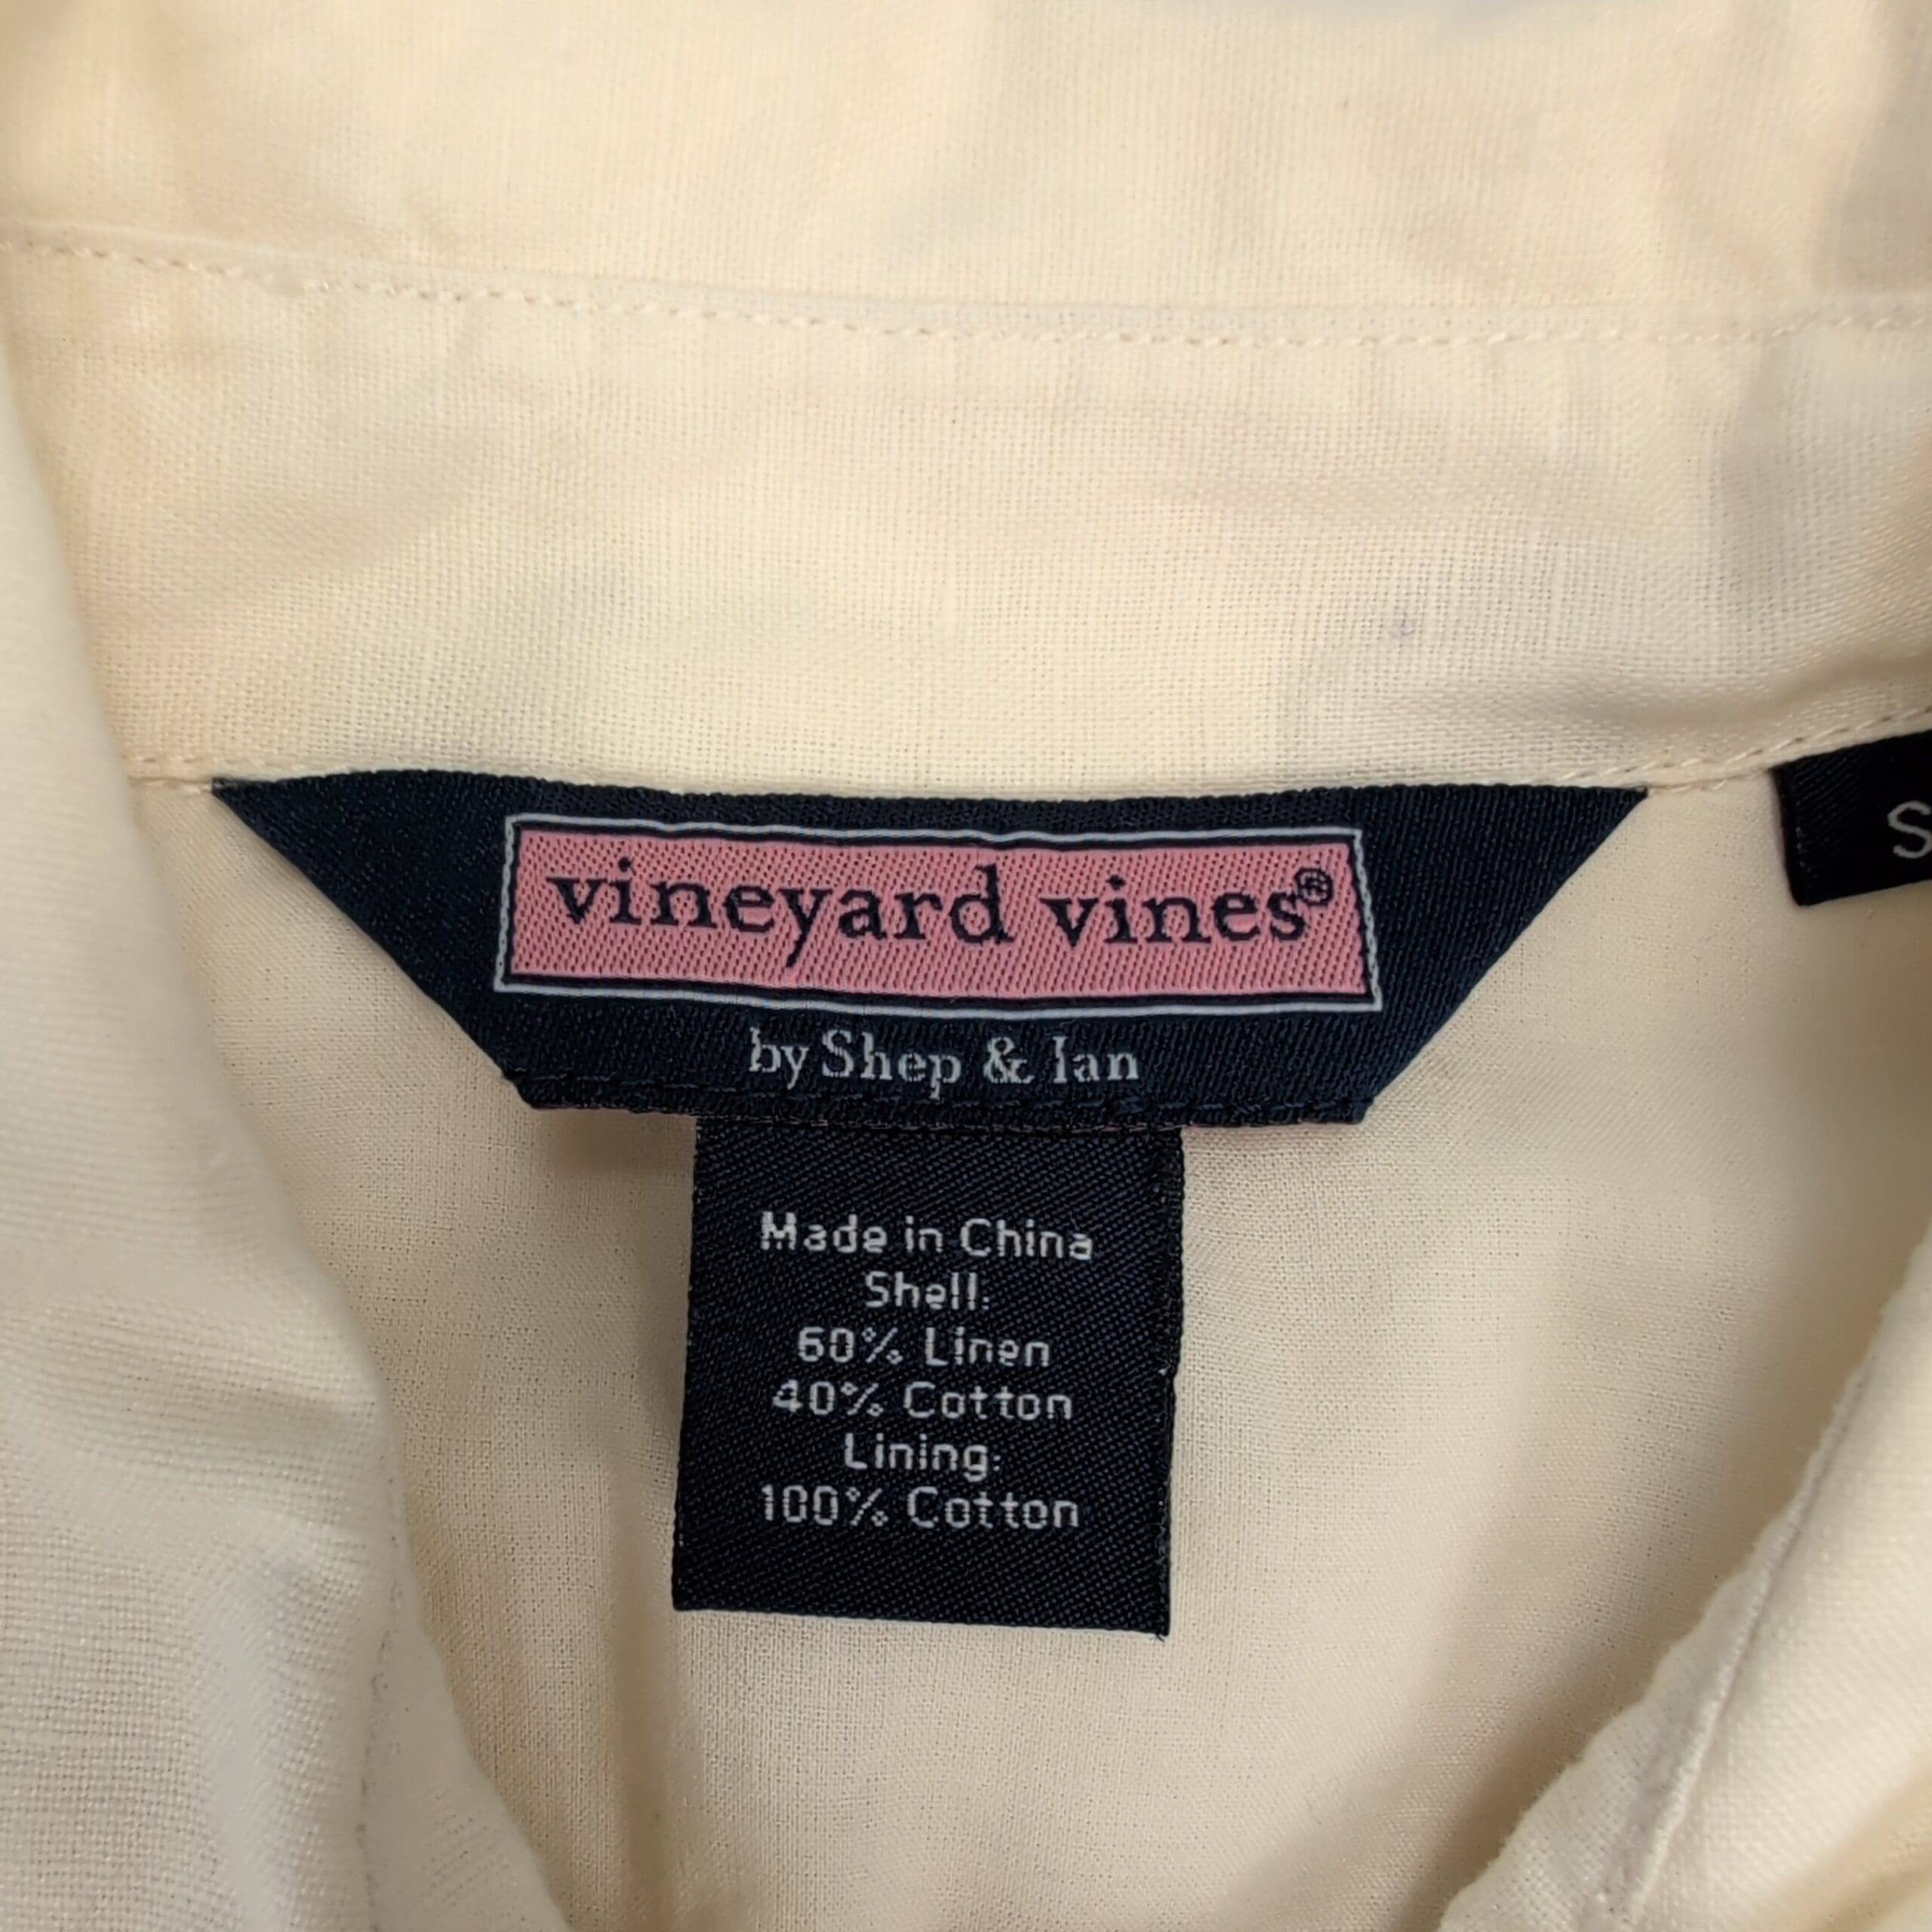 vineyard vines®
by Shep & Ian
S
Made in China
Shell:
60% Linen
40% Cotton
Lining:
100% Cotton